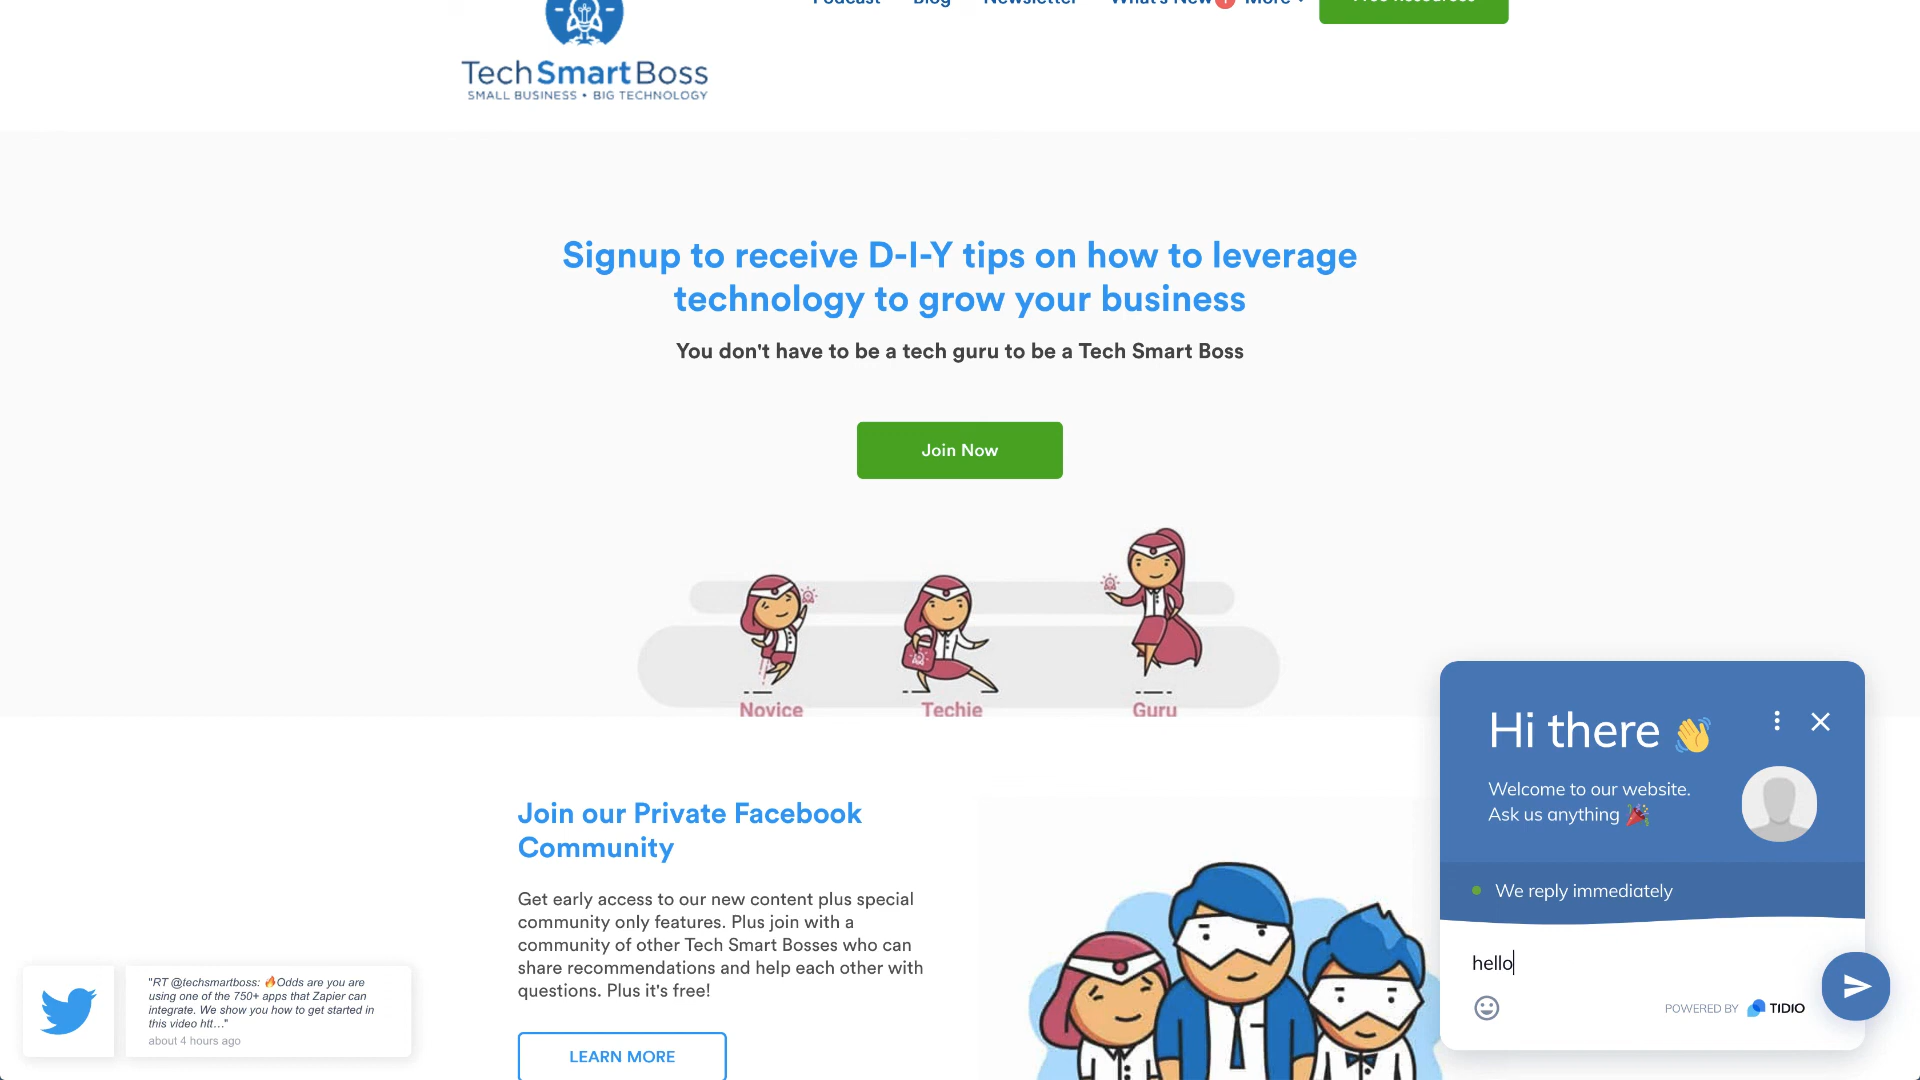 Podcast Blog Newsletter What's New 1 More Free Resources
TechSmartBoss
SMALL BUSINESS • BIG TECHNOLOGY
Signup to receive D-I-Y tips on how to leverage
technology to grow your business
You don't have to be a tech guru to be a Tech Smart Boss
Join Now
Novice Techie Guru
Join our Private Facebook
Community
Get early access to our new content plus special
community only features. Plus join with a
community of other Tech Smart Bosses who can
share recommendations and help each other with
questions. Plus it's free!
LEARN MORE
"RT @techsmartboss: 🔥Odds are you are
using one of the 750+ apps that Zapier can
integrate. We show you how to get started in
this video htt…"
about 4 hours ago
Hi there 👋
Welcome to our website.
Ask us anything 🎉
We reply immediately
hello
POWERED BY TIDIO